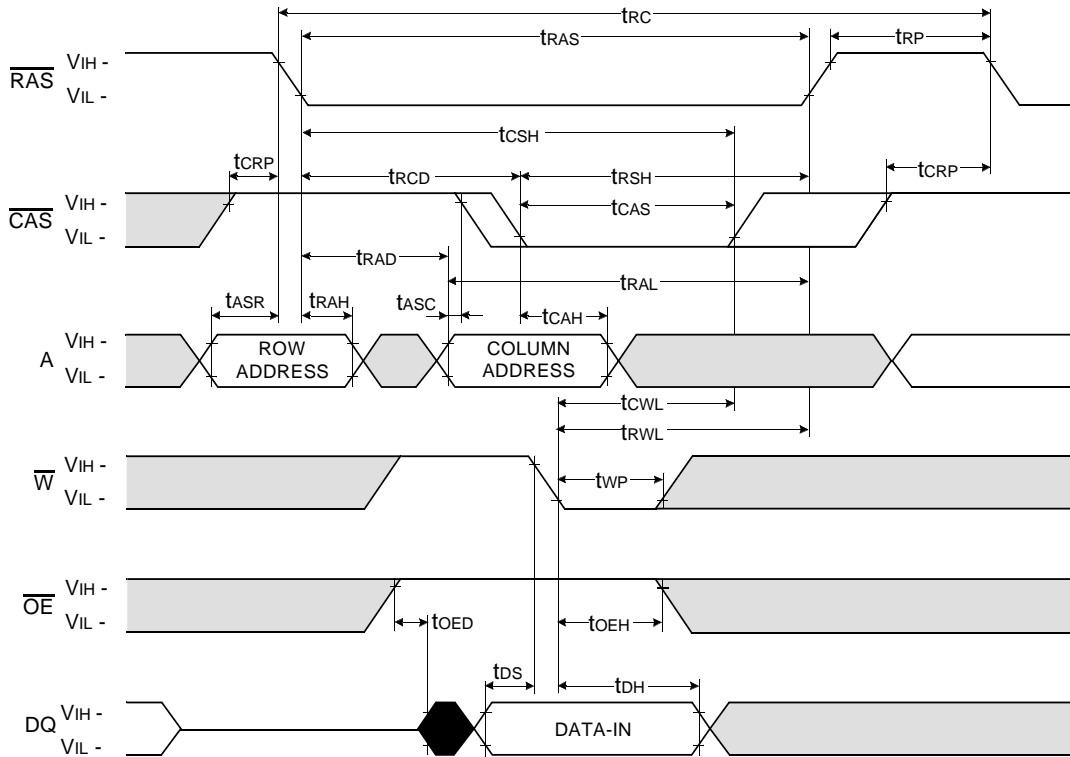 tRC
tRAS
tRP
RAS
VIH -
VIL -
tCSH
tCRP
tRCD
tRSH
tCRP
CAS
VIH -
VIL -
tCAS
tRAD
tRAL
tASR
tRAH
tASC
tCAH
A
VIH -
VIL -
ROW
ADDRESS
COLUMN
ADDRESS
tCWL
tRWL
W
VIH -
VIL -
tWP
OE
VIH -
VIL -
tOED
tOEH
tDS
tDH
DQ
VIH -
VIL -
DATA-IN